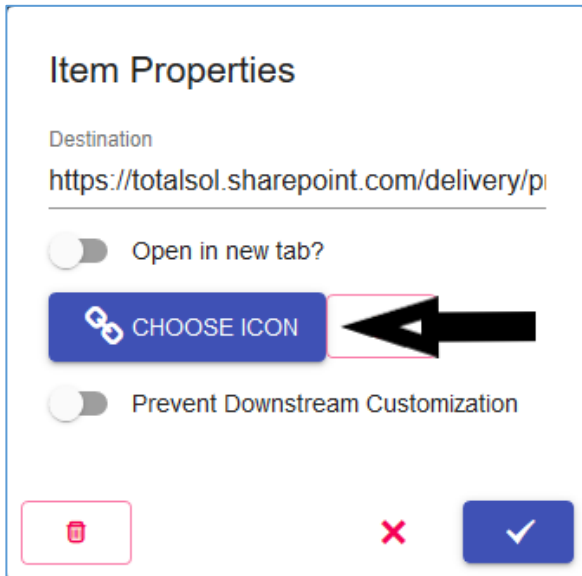 Item Properties
Destination
https://totalsol.sharepoint.com/delivery/p
Open in new tab?
CHOOSE ICON
Prevent Downstream Customization